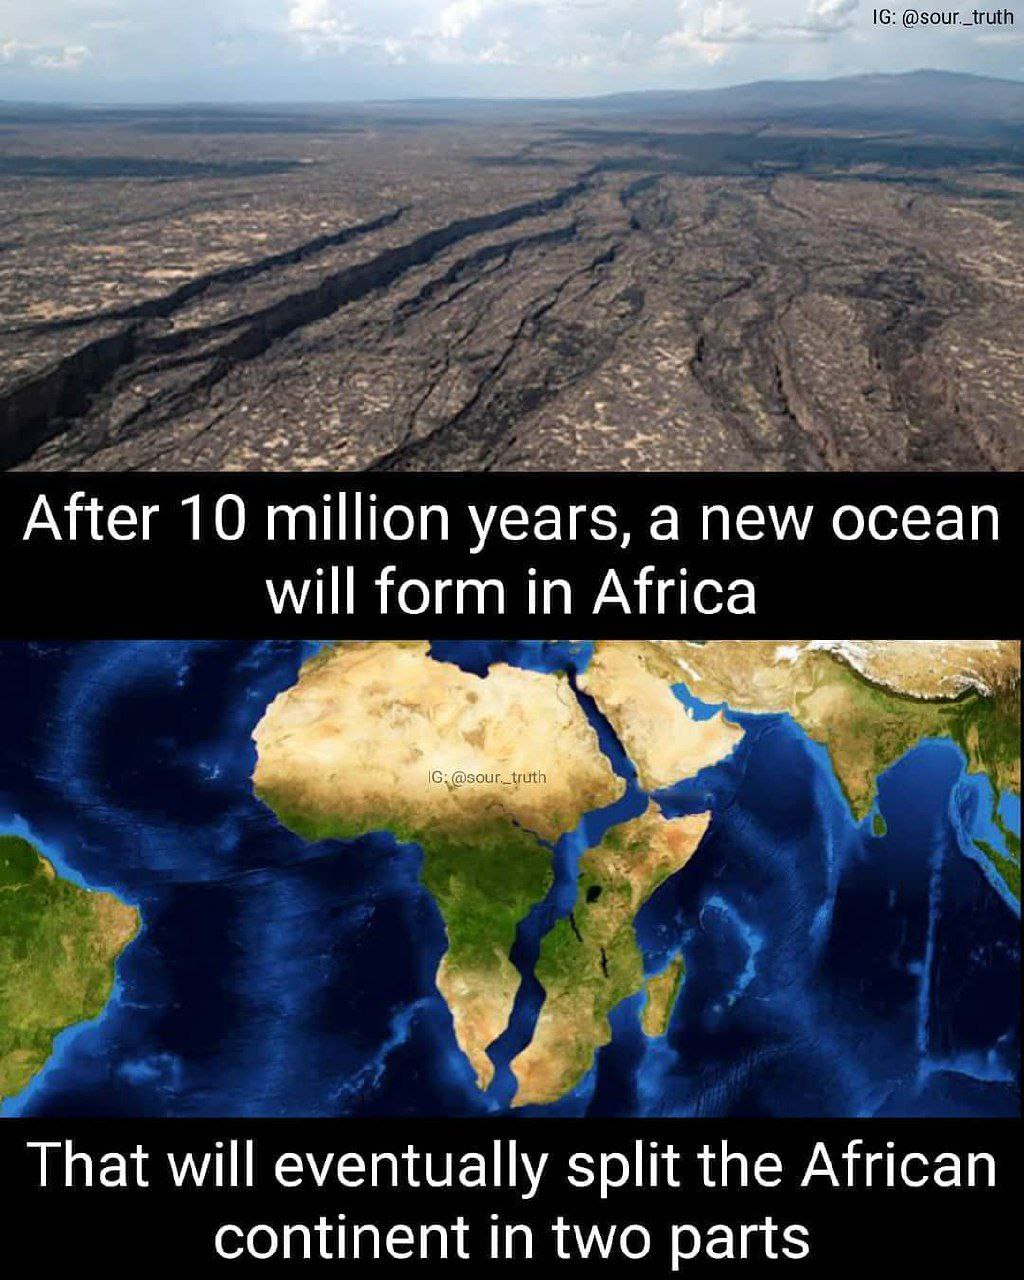 IG: @sour._truth
After 10 million years, a new ocean
will form in Africa
IG: @sour._truth
That will eventually split the African
continent in two parts